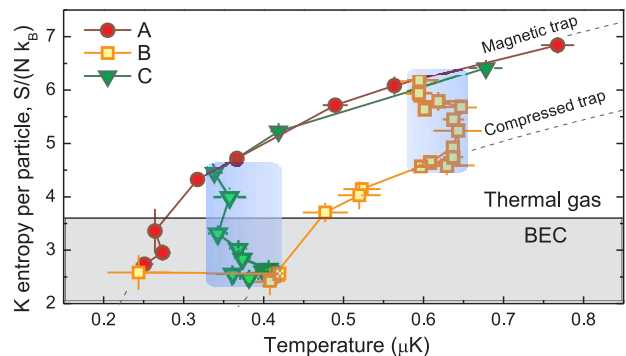 K entropy per particle, S/(N k_B)
7
6
5
4
3
2
A
B
C
Magnetic trap
Compressed trap
Thermal gas
BEC
0.2 0.3 0.4 0.5 0.6 0.7 0.8
Temperature (μK)